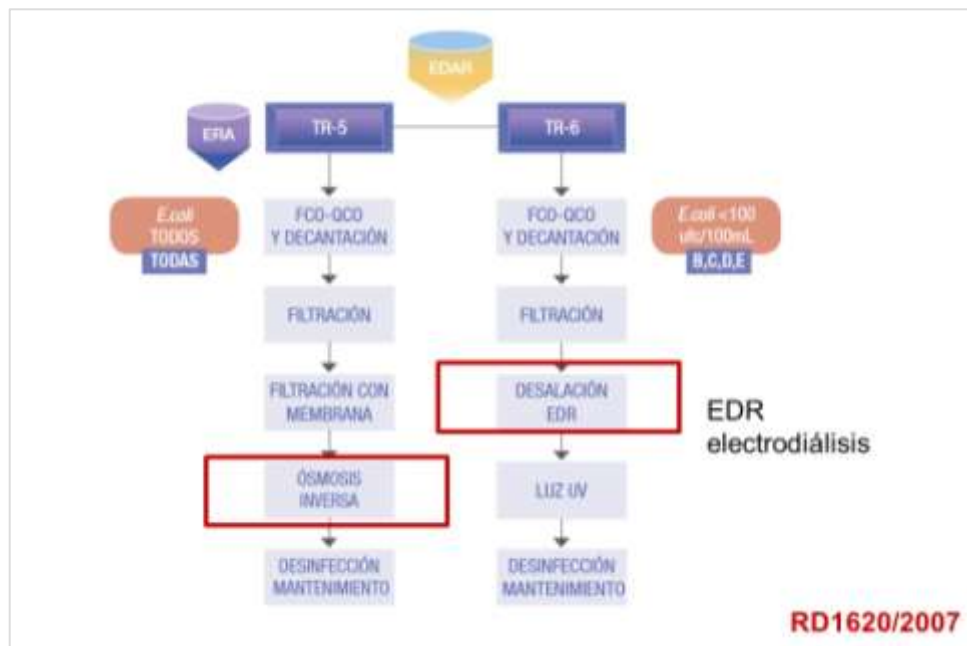 EDAR
ERA
TR-5
TR-6
E.coli
TODOS
TODAS
FCO-QCO
Y DECANTACIÓN
FCO-QCO
Y DECANTACIÓN
E.coli <100
ufc/100mL
B,C,D,E
FILTRACIÓN
FILTRACIÓN
FILTRACIÓN CON
MEMBRANA
DESALACIÓN
EDR
EDR
electrodiálisis
ÓSMOSIS
INVERSA
LUZ UV
DESINFECCIÓN
MANTENIMIENTO
DESINFECCIÓN
MANTENIMIENTO
RD1620/2007